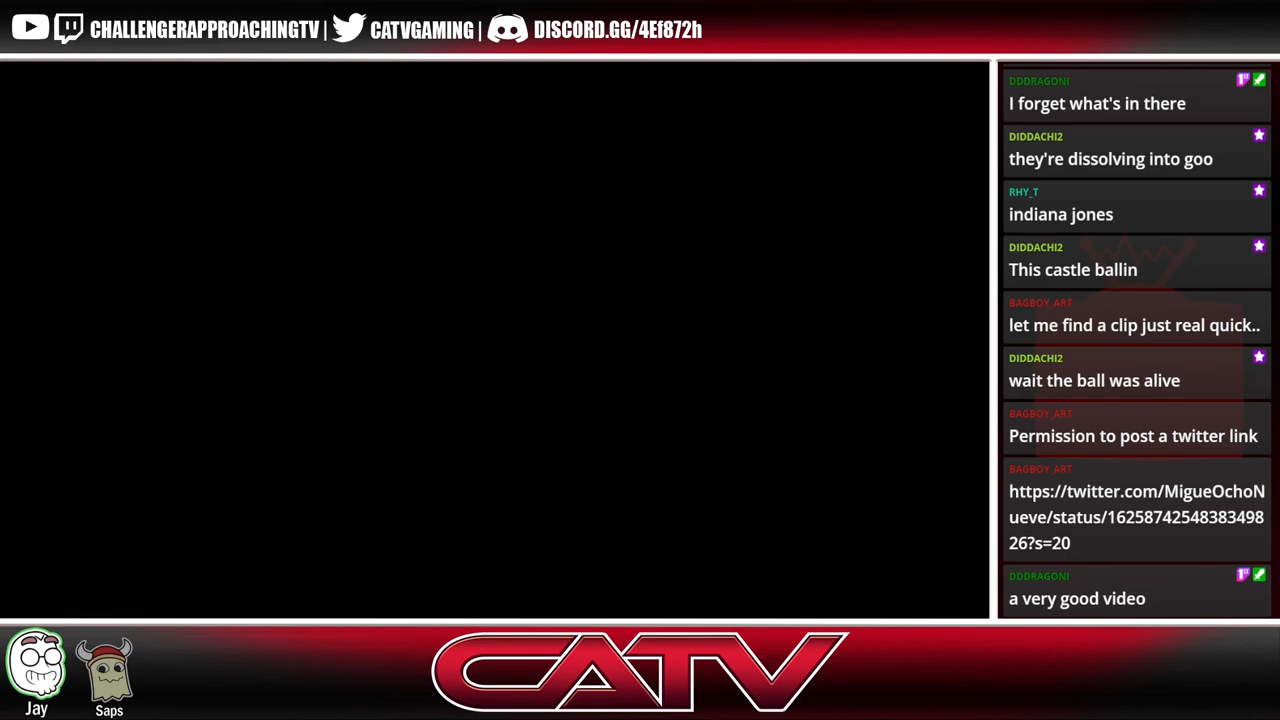 CHALLENGERAPPROACHINGTV | CATVGAMING | DISCORD.GG/4Ef872h
DDDRAGONI
I forget what's in there
DIDDACHI2
they're dissolving into goo
RHY_T
indiana jones
DIDDACHI2
This castle ballin
BAGBOY_ART
let me find a clip just real quick..
DIDDACHI2
wait the ball was alive
BAGBOY_ART
Permission to post a twitter link
BAGBOY_ART
https://twitter.com/MigueOchoN
ueve/status/16258742548383498
26?s=20
DDDRAGONI
a very good video
CATV
Jay
Saps